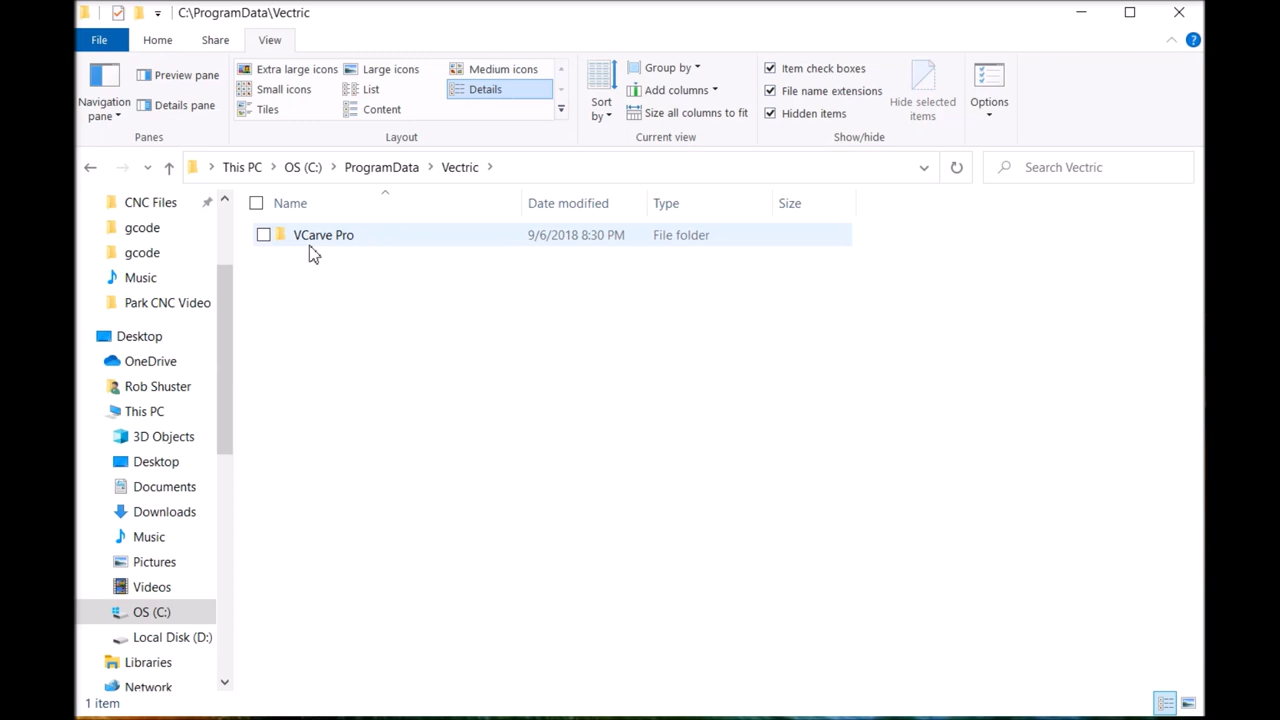 C:\ProgramData\Vectric
File Home Share View
Navigation pane
Preview pane
Details pane
Panes
Extra large icons Large icons Medium icons
Small icons List Details
Tiles Content
Layout
Sort by
Group by
Add columns
Size all columns to fit
Current view
Item check boxes
File name extensions
Hidden items
Hide selected items
Show/hide
Options
This PC OS (C:) ProgramData Vectric
Search Vectric
Name Date modified Type Size
VCarve Pro 9/6/2018 8:30 PM File folder
CNC Files
gcode
gcode
Music
Park CNC Video
Desktop
OneDrive
Rob Shuster
This PC
3D Objects
Desktop
Documents
Downloads
Music
Pictures
Videos
OS (C:)
Local Disk (D:)
Libraries
Network
1 item